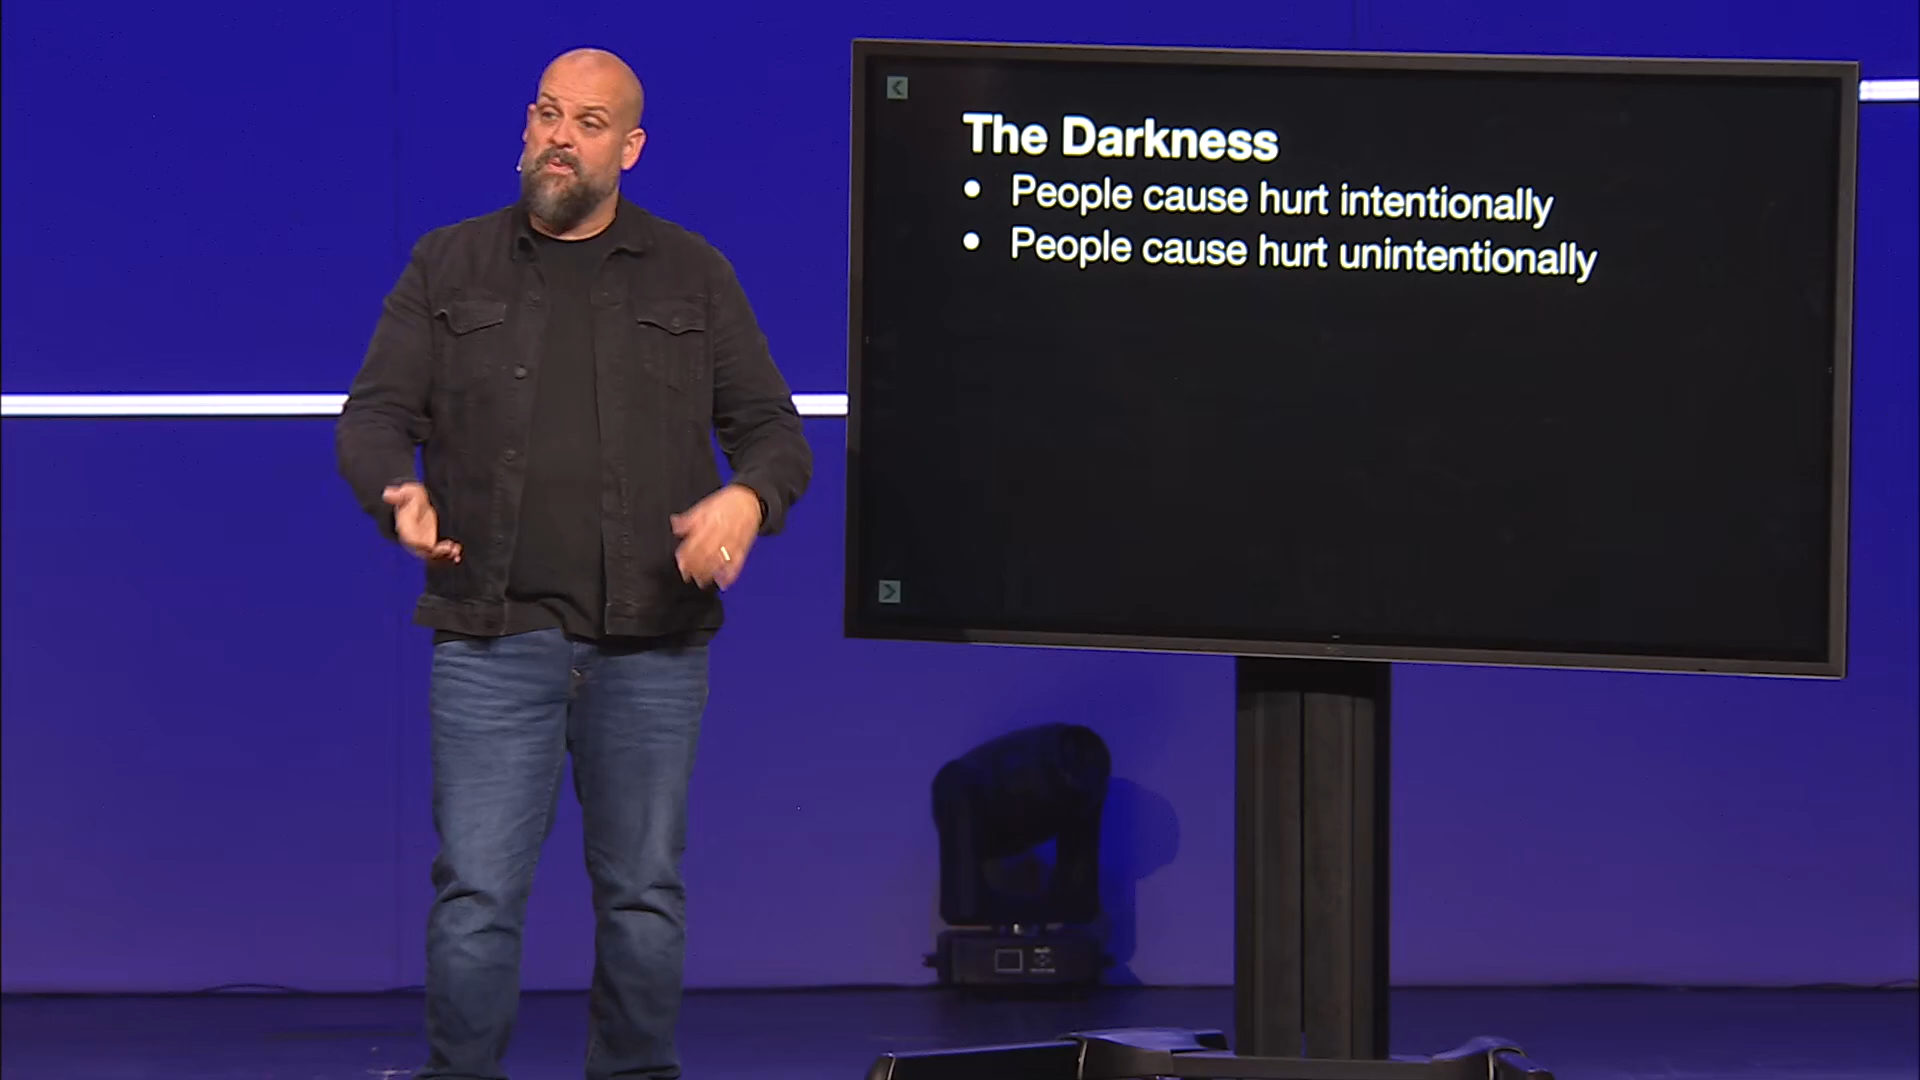 The Darkness
• People cause hurt intentionally
• People cause hurt unintentionally